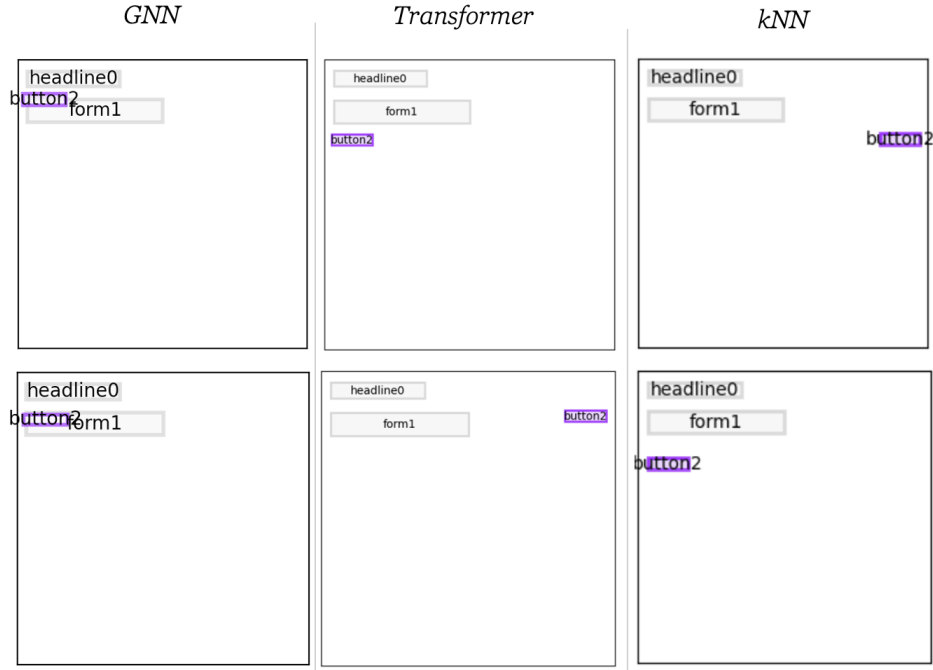 GNN Transformer kNN
headline0 headline0 headline0
button2
form1 form1 form1
button2 button2
headline0 headline0 headline0
button2 form1 form1 button2 form1
button2